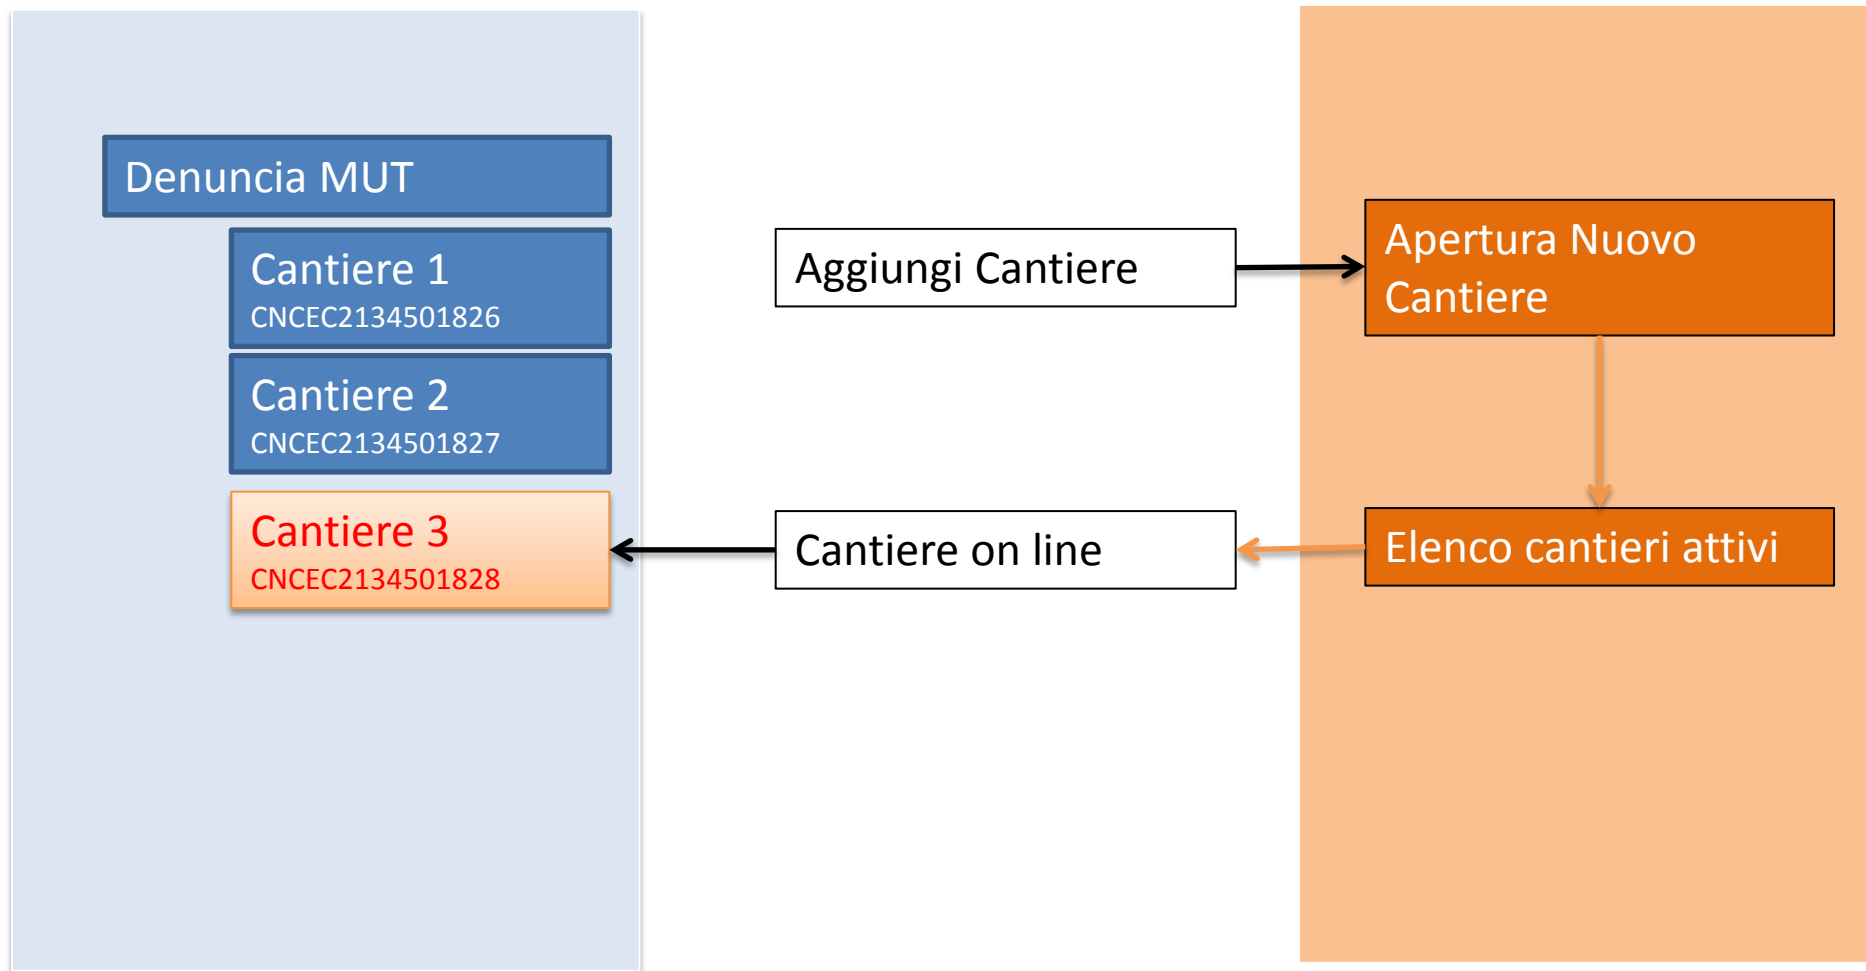 Denuncia MUT
Cantiere 1
CNCEC2134501826
Cantiere 2
CNCEC2134501827
Cantiere 3
CNCEC2134501828
Aggiungi Cantiere
Cantiere on line
Apertura Nuovo
Cantiere
Elenco cantieri attivi